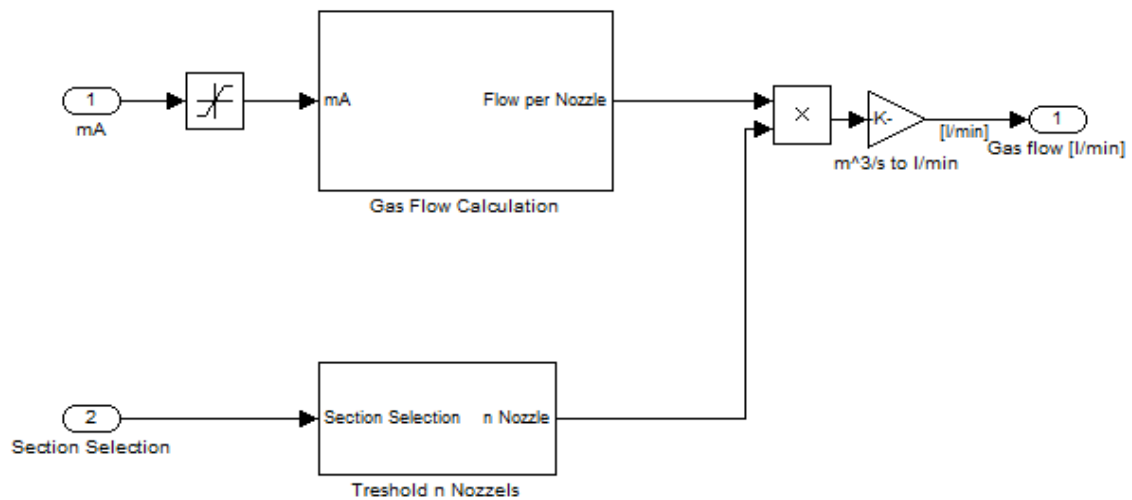 1
mA
mA
Flow per Nozzle
Gas Flow Calculation
×
-K-
m^3/s to l/min
[l/min]
1
Gas flow [l/min]
2
Section Selection
Section Selection
n Nozzle
Treshold n Nozzels